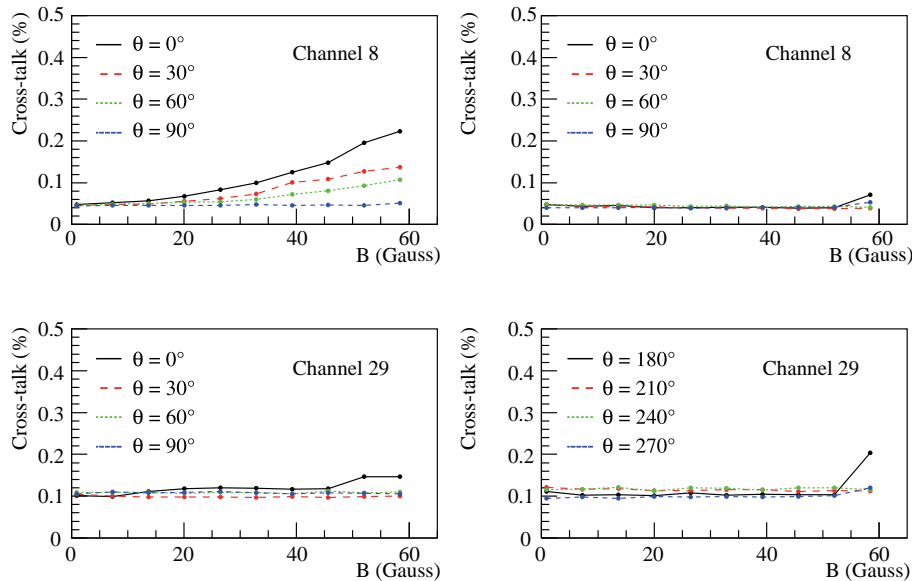 Cross-talk (%)
0.5
0.4
0.3
0.2
0.1
0
θ = 0°
θ = 30°
θ = 60°
θ = 90°
Channel 8
0 20 40 60
B (Gauss)
Cross-talk (%)
0.5
0.4
0.3
0.2
0.1
0
θ = 0°
θ = 30°
θ = 60°
θ = 90°
Channel 8
0 20 40 60
B (Gauss)
Cross-talk (%)
0.5
0.4
0.3
0.2
0.1
0
θ = 0°
θ = 30°
θ = 60°
θ = 90°
Channel 29
0 20 40 60
B (Gauss)
Cross-talk (%)
0.5
0.4
0.3
0.2
0.1
0
θ = 180°
θ = 210°
θ = 240°
θ = 270°
Channel 29
0 20 40 60
B (Gauss)